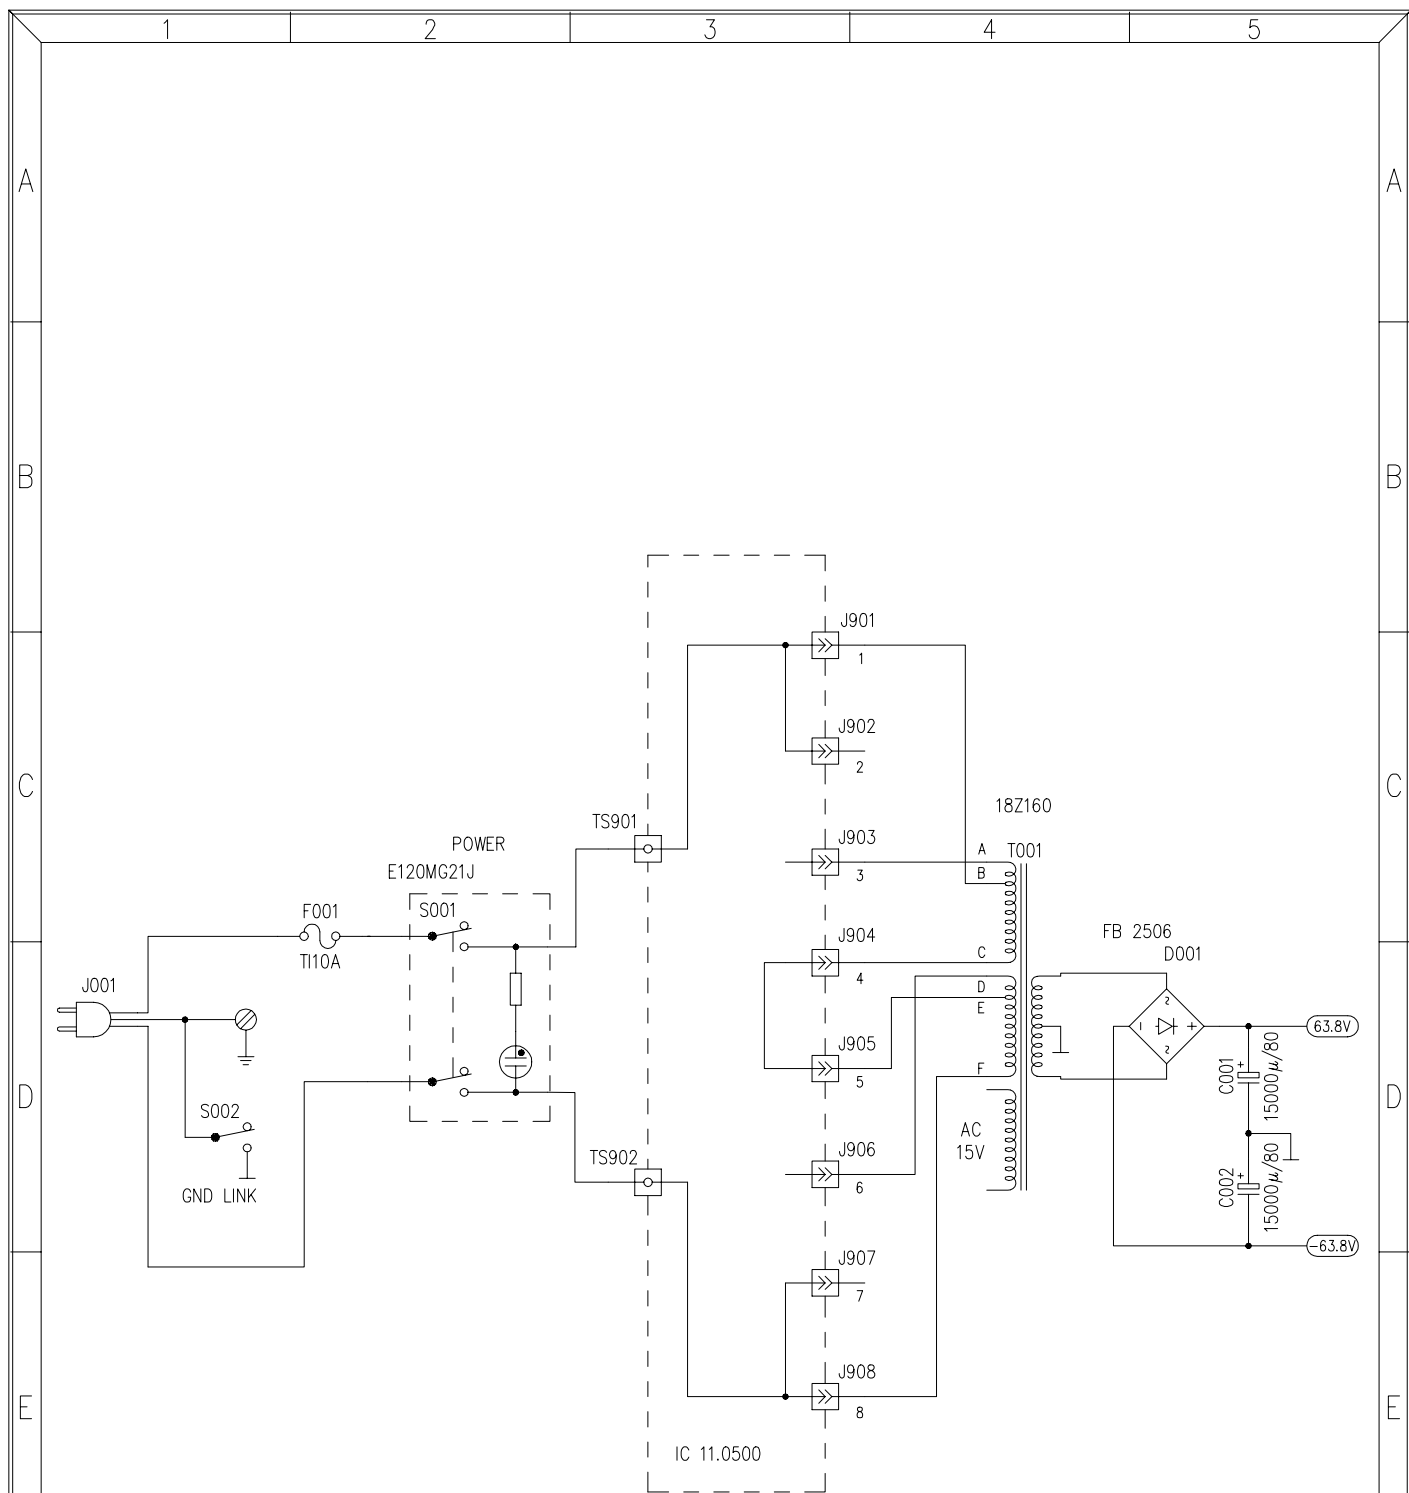 1 2 3 4 5
A A
B B
J901
1
J902
2
C C
18Z160
TS901
J903
POWER
A T001
3 B
E120MG21J
F001 S001
J904
FB 2506
C D001
TI10A
4
J001
D
E
63.8V
- ~ ~ +
J905
C001
+
15000µ/80
F
5
D D
S002
AC
15V
J906
TS902
6
C002
+
15000µ/80
GND LINK
-63.8V
J907
7
J908
8
E E
IC 11.0500